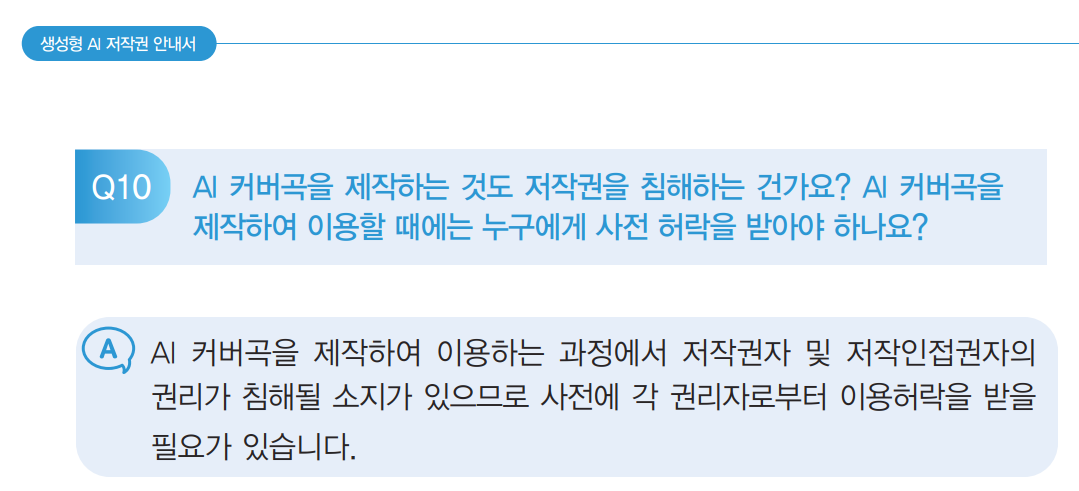 생성형 AI 저작권 안내서
Q10
AI 커버곡을 제작하는 것도 저작권을 침해하는 건가요? AI 커버곡을
제작하여 이용할 때에는 누구에게 사전 허락을 받아야 하나요?
A
AI 커버곡을 제작하여 이용하는 과정에서 저작권자 및 저작인접권자의
권리가 침해될 소지가 있으므로 사전에 각 권리자로부터 이용허락을 받을
필요가 있습니다.